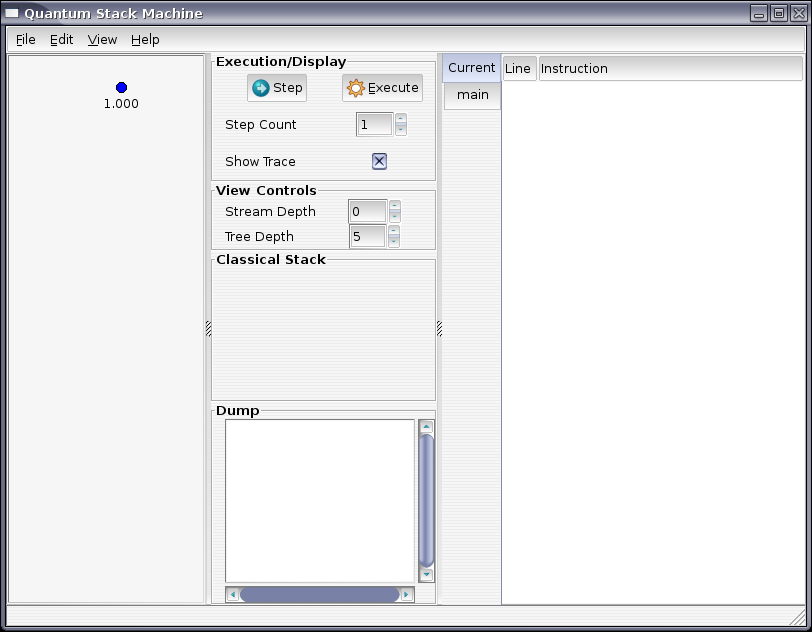 Quantum Stack Machine
File Edit View Help
1.000
Execution/Display
Step Execute
Step Count 1
Show Trace
View Controls
Stream Depth 0
Tree Depth 5
Classical Stack
Dump
Current
main
Line Instruction